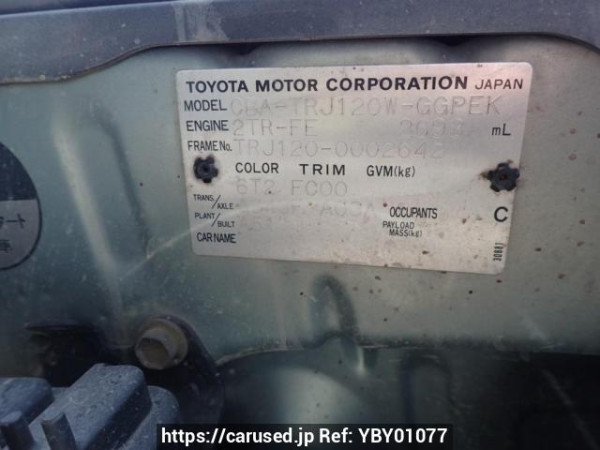 TOYOTA MOTOR CORPORATION JAPAN
MODEL CBA-TRJ120W-GGPEK
ENGINE 2TR-FE mL
FRAME No. TRJ120-0002642
COLOR TRIM GVM(kg)
6T2 FC00
TRANS./AXLE
PLANT/BUILT OCCUPANTS C
PAYLOAD MASS(kg)
CAR NAME
https://carused.jp Ref: YBY01077